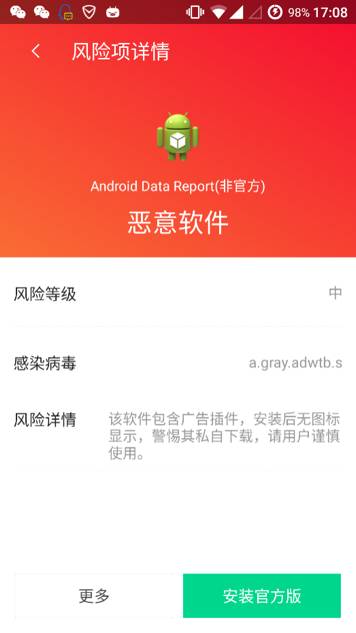 98% 17:08
风险项详情
Android Data Report(非官方)
恶意软件
风险等级 中
感染病毒 a.gray.adwtb.s
风险详情 该软件包含广告插件，安装后无图标
显示，警惕其私自下载，请用户谨慎
使用。
更多 安装官方版